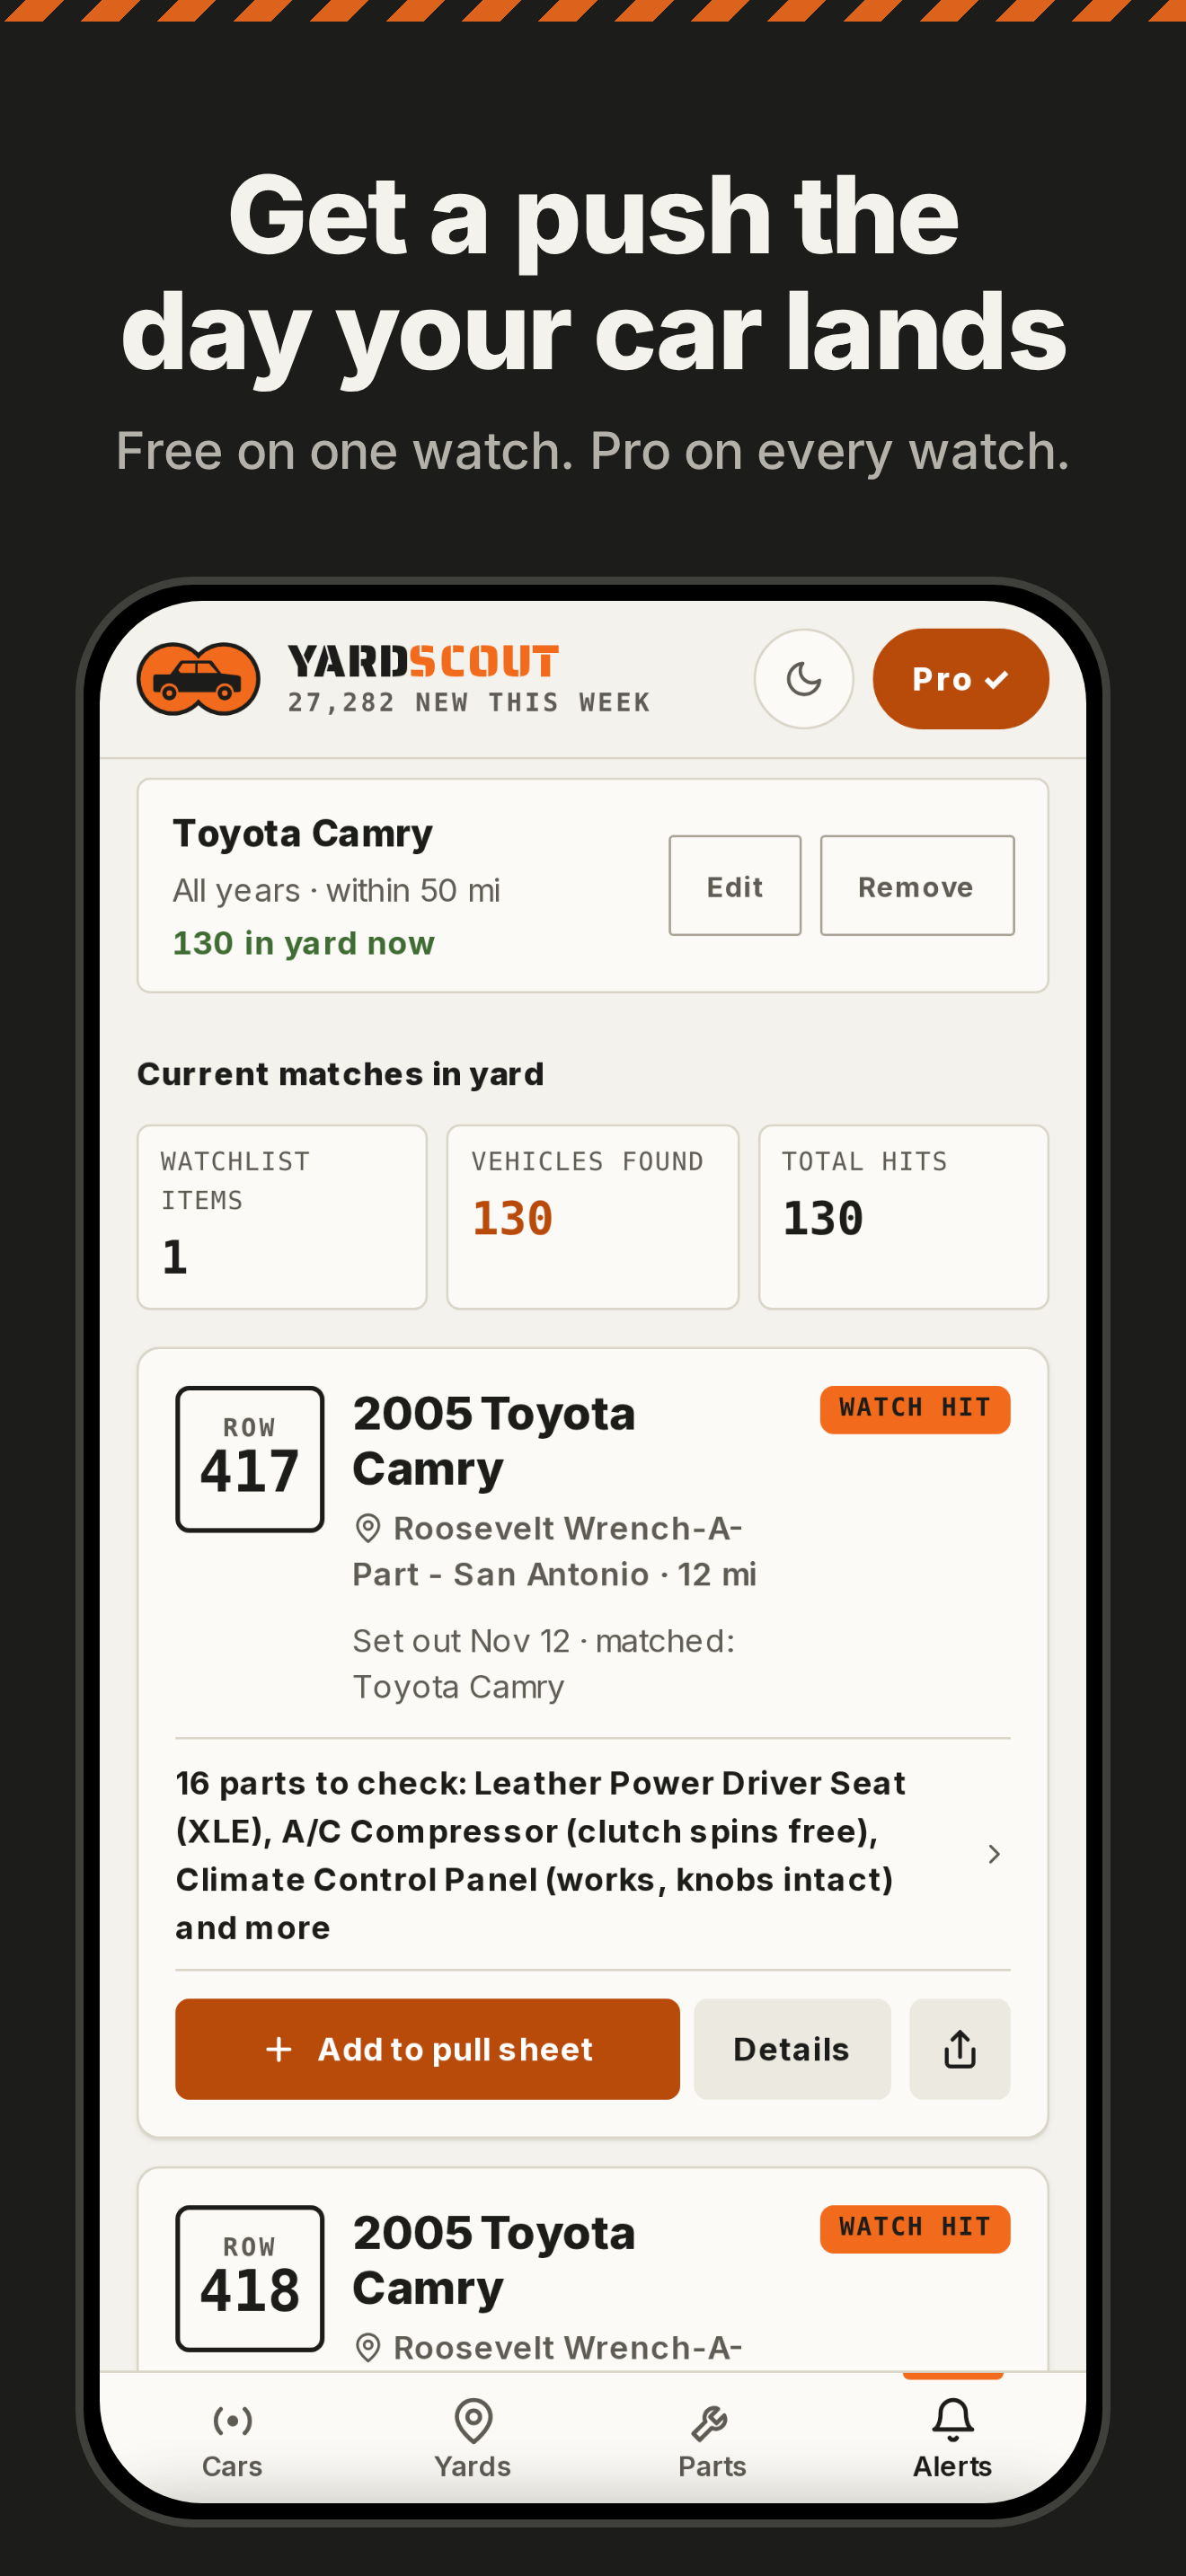 Get a push the
day your car lands
Free on one watch. Pro on every watch.
YARDSCOUT
27,282 NEW THIS WEEK
Pro ✓
Toyota Camry
All years · within 50 mi
130 in yard now
Edit
Remove
Current matches in yard
WATCHLIST
ITEMS
1
VEHICLES FOUND
130
TOTAL HITS
130
ROW
417
2005 Toyota
Camry
WATCH HIT
Roosevelt Wrench-A-
Part - San Antonio · 12 mi
Set out Nov 12 · matched:
Toyota Camry
16 parts to check: Leather Power Driver Seat
(XLE), A/C Compressor (clutch spins free),
Climate Control Panel (works, knobs intact)
and more
+ Add to pull sheet
Details
ROW
418
2005 Toyota
Camry
WATCH HIT
Roosevelt Wrench-A-
Cars
Yards
Parts
Alerts